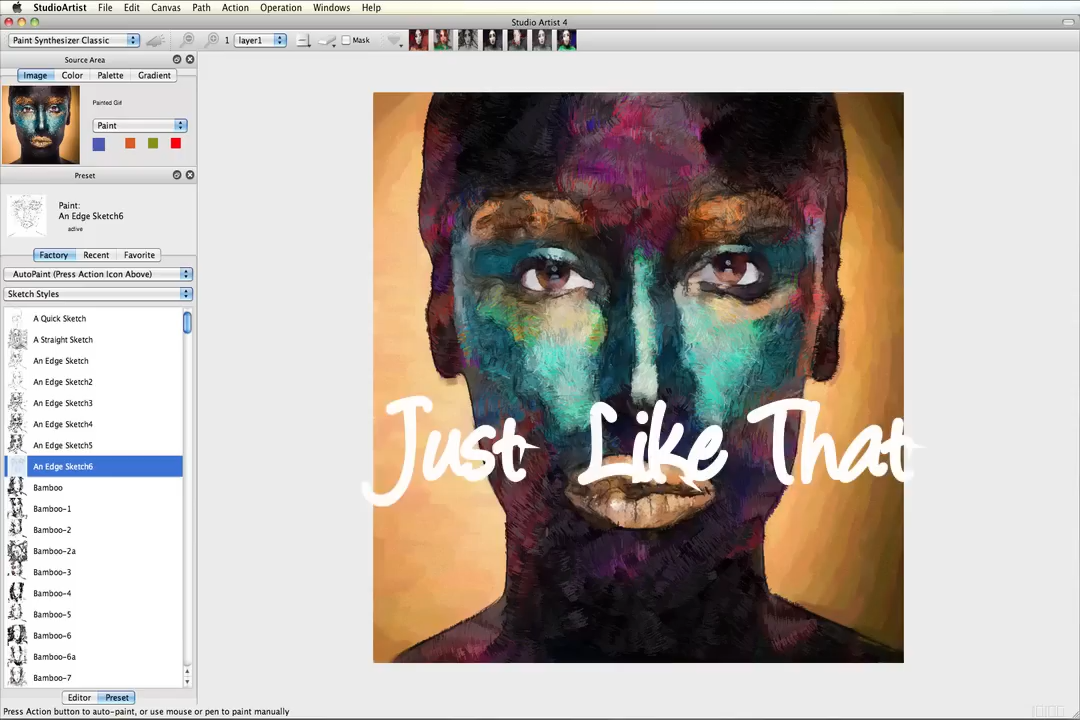 StudioArtist File Edit Canvas Path Action Operation Windows Help
Studio Artist 4
Paint Synthesizer Classic 1 layer1 Mask
Source Area
Image Color Palette Gradient
Painted Gif
Paint
Preset
Paint:
An Edge Sketch6
active
Factory Recent Favorite
AutoPaint (Press Action Icon Above)
Sketch Styles
A Quick Sketch
A Straight Sketch
An Edge Sketch
An Edge Sketch2
An Edge Sketch3
An Edge Sketch4
An Edge Sketch5
An Edge Sketch6
Bamboo
Bamboo-1
Bamboo-2
Bamboo-2a
Bamboo-3
Bamboo-4
Bamboo-5
Bamboo-6
Bamboo-6a
Bamboo-7
Just Like That
Editor Preset
Press Action button to auto-paint, or use mouse or pen to paint manually